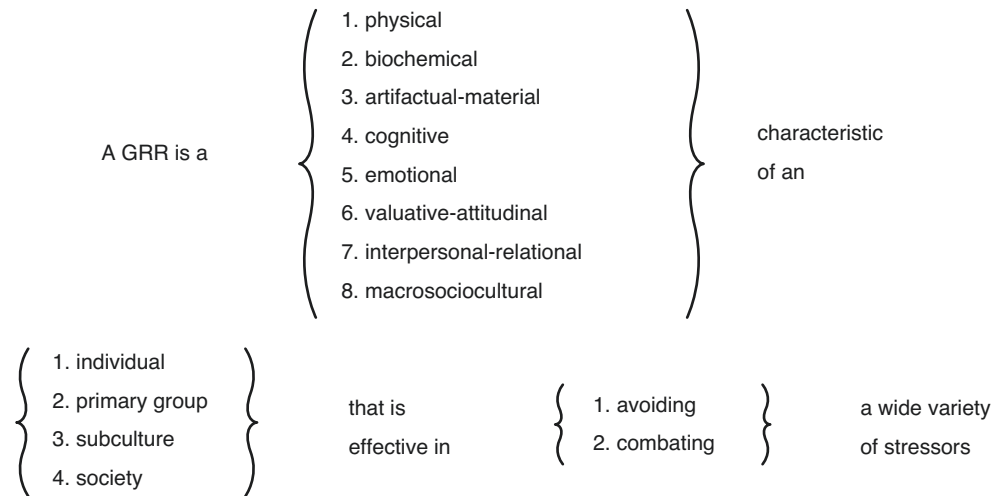 A GRR is a
1. physical
2. biochemical
3. artifactual-material
4. cognitive
5. emotional
6. valuative-attitudinal
7. interpersonal-relational
8. macrosociocultural
characteristic
of an
1. individual
2. primary group
3. subculture
4. society
that is
effective in
1. avoiding
2. combating
a wide variety
of stressors